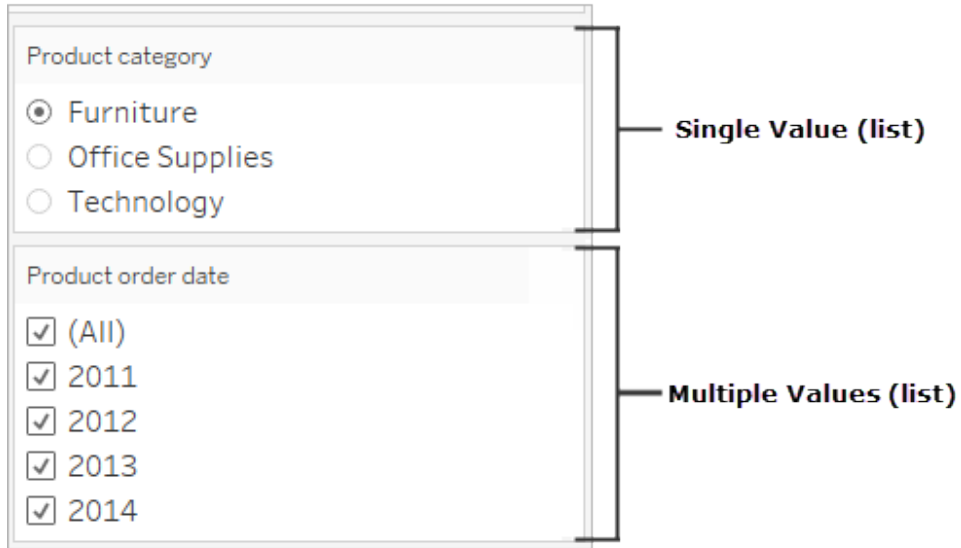 Product category
Furniture
Office Supplies
Technology
Single Value (list)
Product order date
(All)
2011
2012
2013
2014
Multiple Values (list)